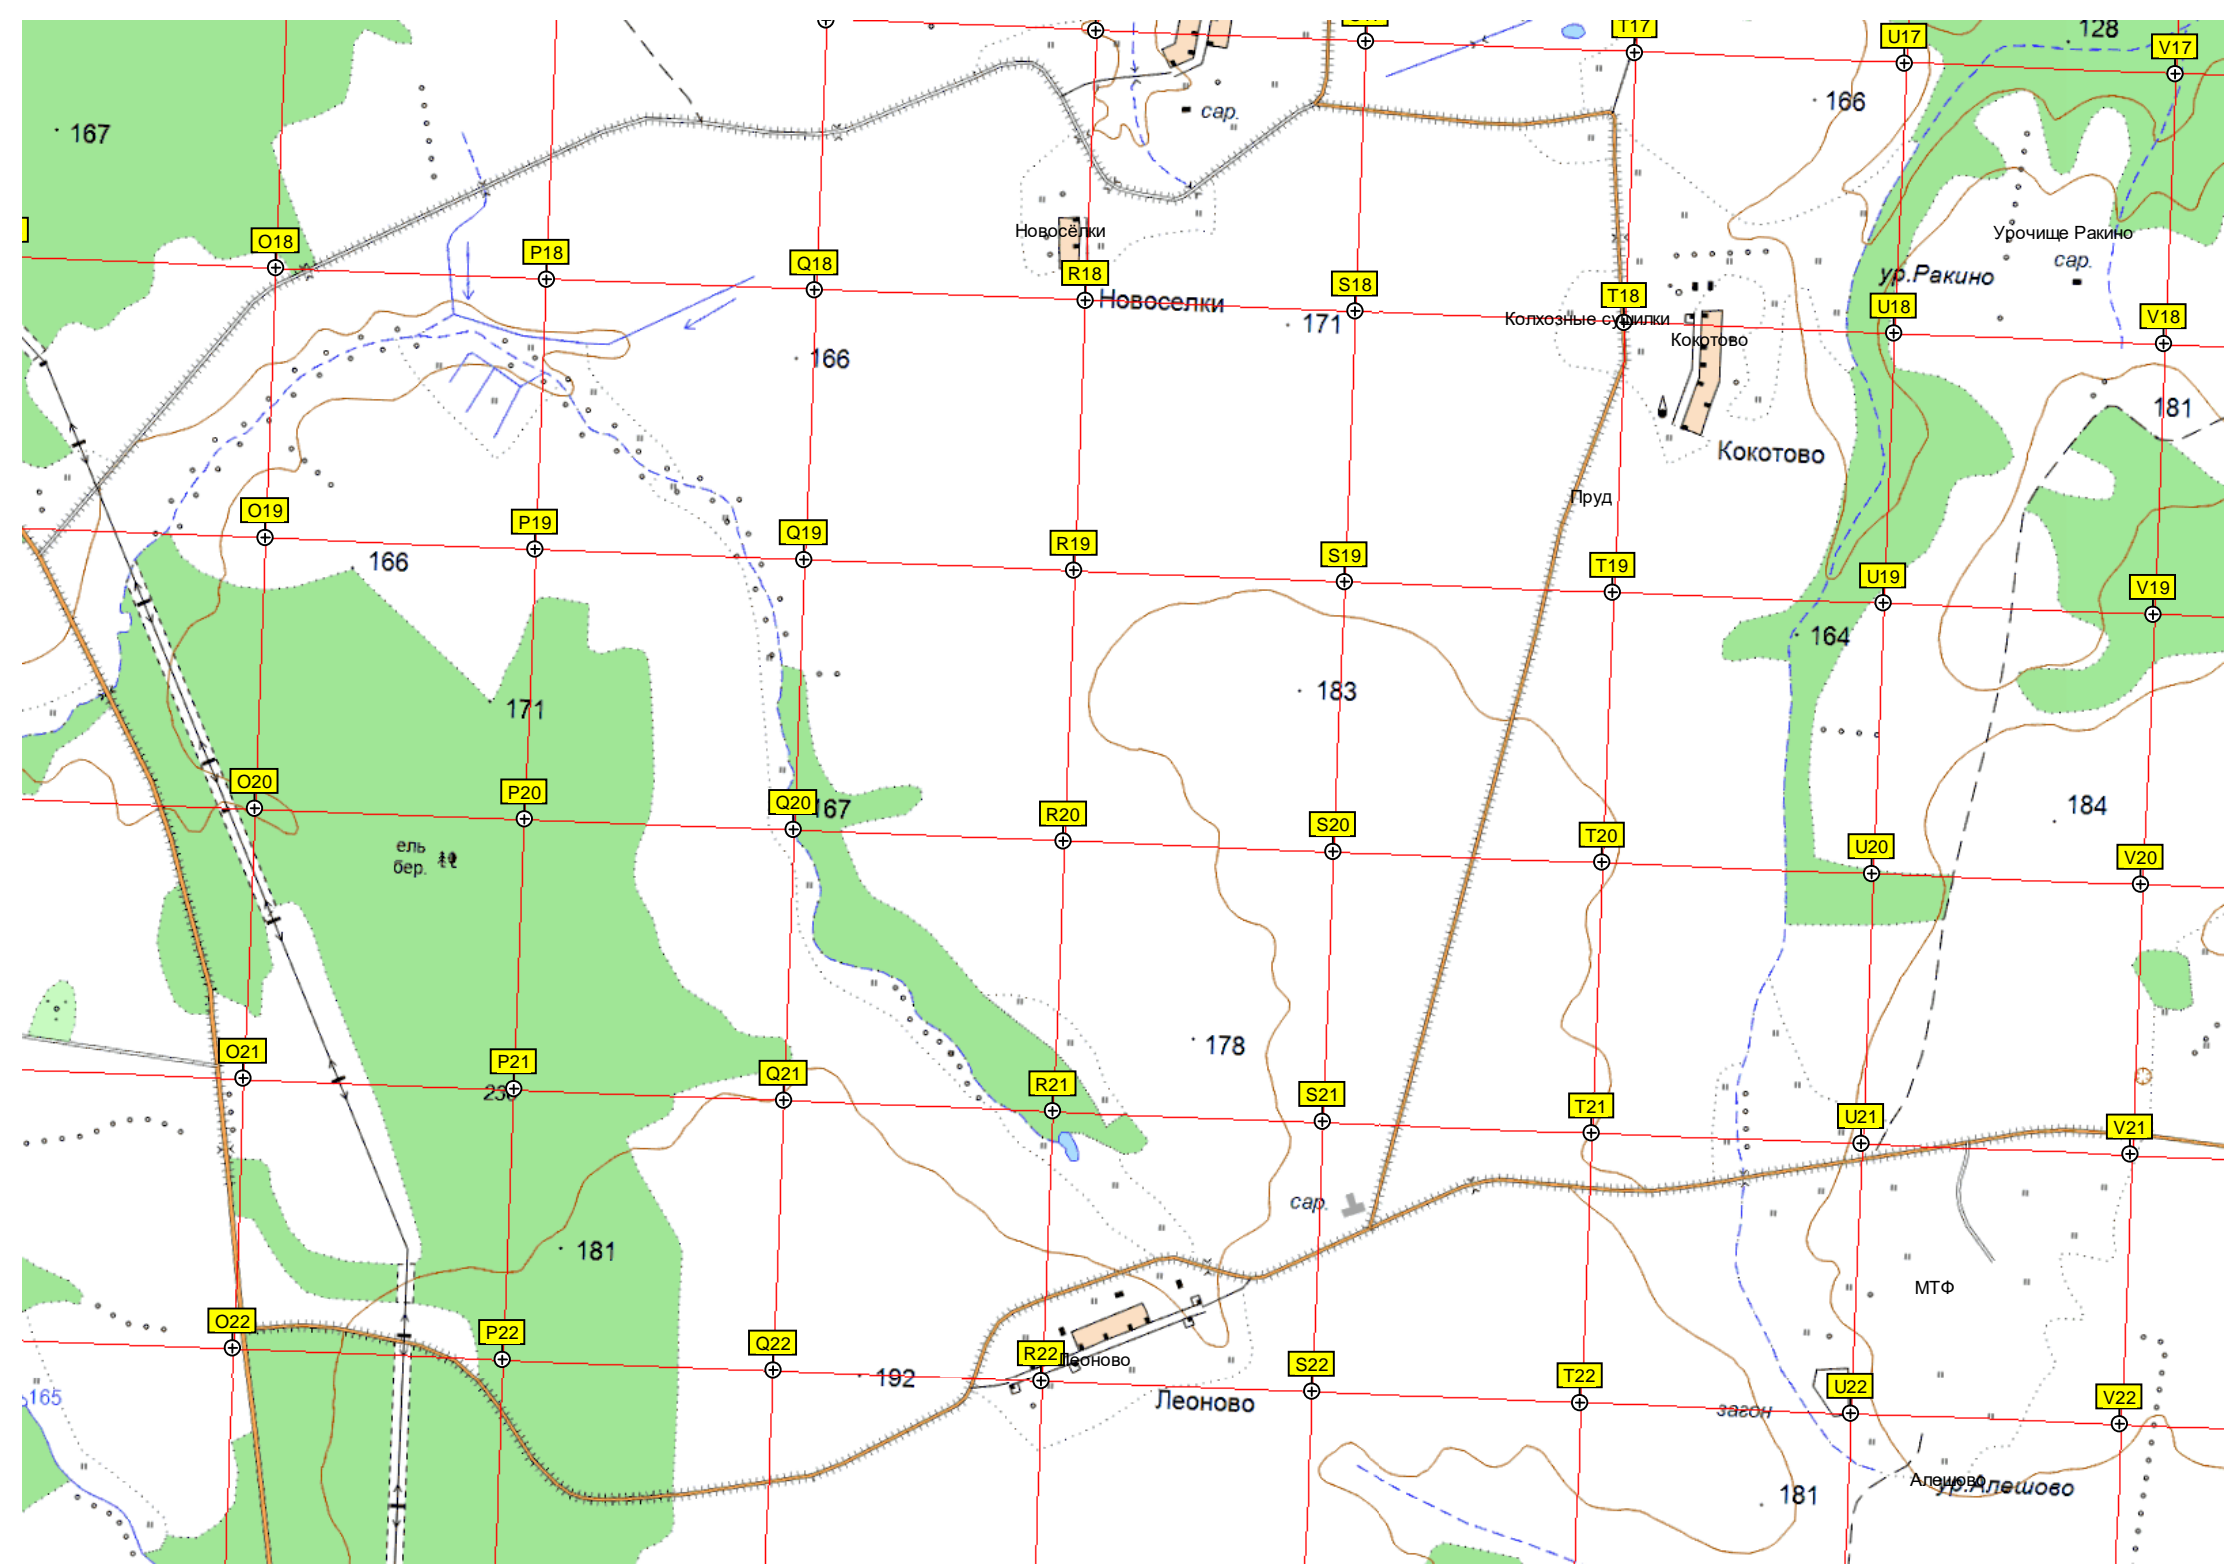 T17
U17
128
V17
167
сар.
166
O18
P18
Q18
Новосёлки
R18
Новоселки
S18
171
T18
Колхозные сушилки
Кокотово
Урочище Ракино
сар.
ур.Ракино
U18
V18
166
181
Кокотово
Пруд
O19
P19
Q19
R19
S19
T19
U19
V19
166
164
171
183
O20
P20
Q20
167
R20
S20
T20
U20
184
V20
ель
бер.
178
O21
P21
Q21
R21
S21
T21
U21
V21
сар.
181
МТФ
O22
P22
Q22
R22
Леоново
S22
T22
U22
V22
165
192
Леоново
загон
Алешово
ур.Алешово
181